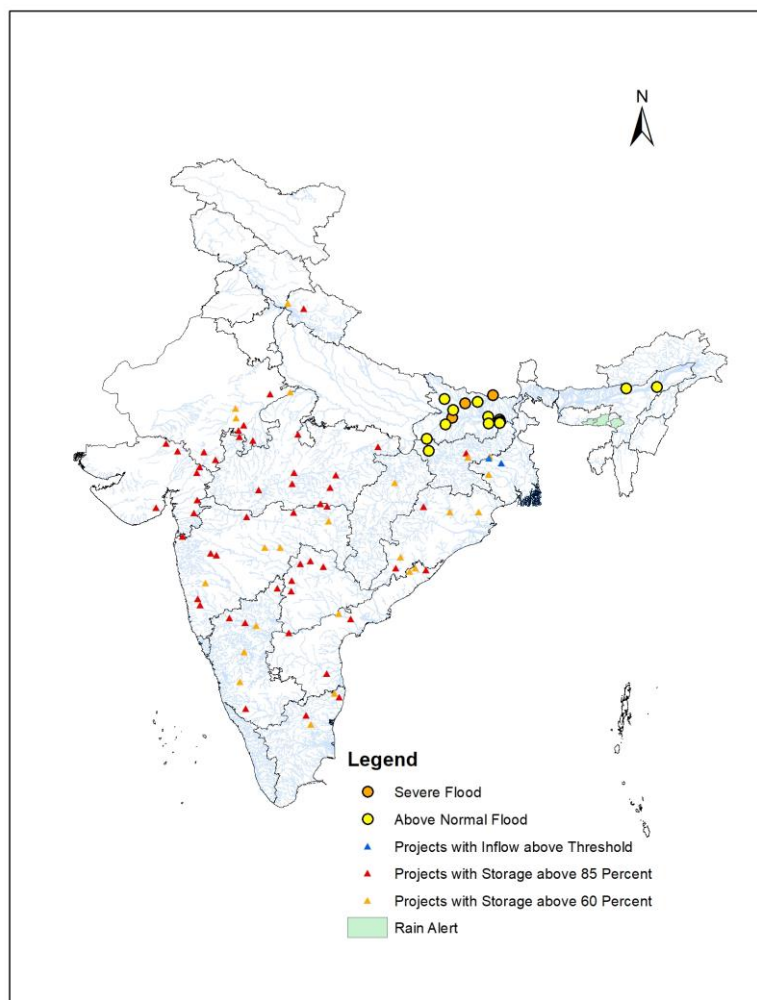 N
Legend
Severe Flood
Above Normal Flood
Projects with Inflow above Threshold
Projects with Storage above 85 Percent
Projects with Storage above 60 Percent
Rain Alert